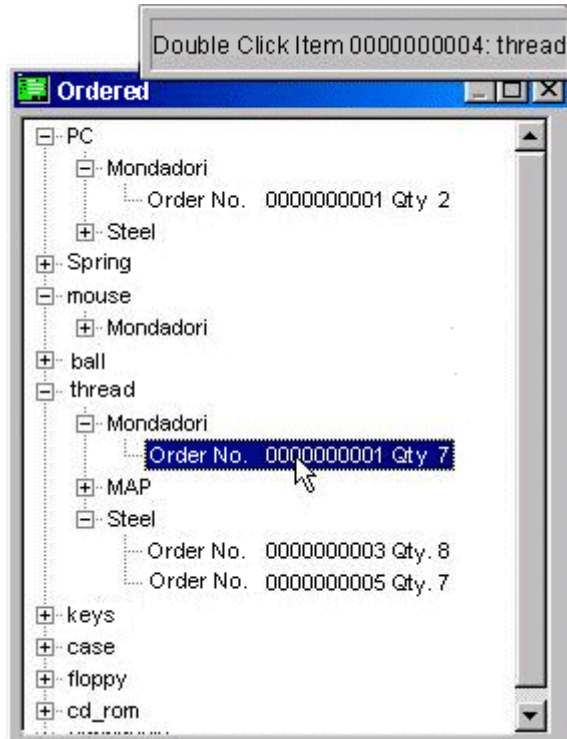 Double Click Item 0000000004: thread
Ordered
PC
Mondadori
Order No. 0000000001 Qty 2
Steel
Spring
mouse
Mondadori
ball
thread
Mondadori
Order No. 0000000001 Qty 7
MAP
Steel
Order No. 0000000003 Qty. 8
Order No. 0000000005 Qty. 7
keys
case
floppy
cd_rom